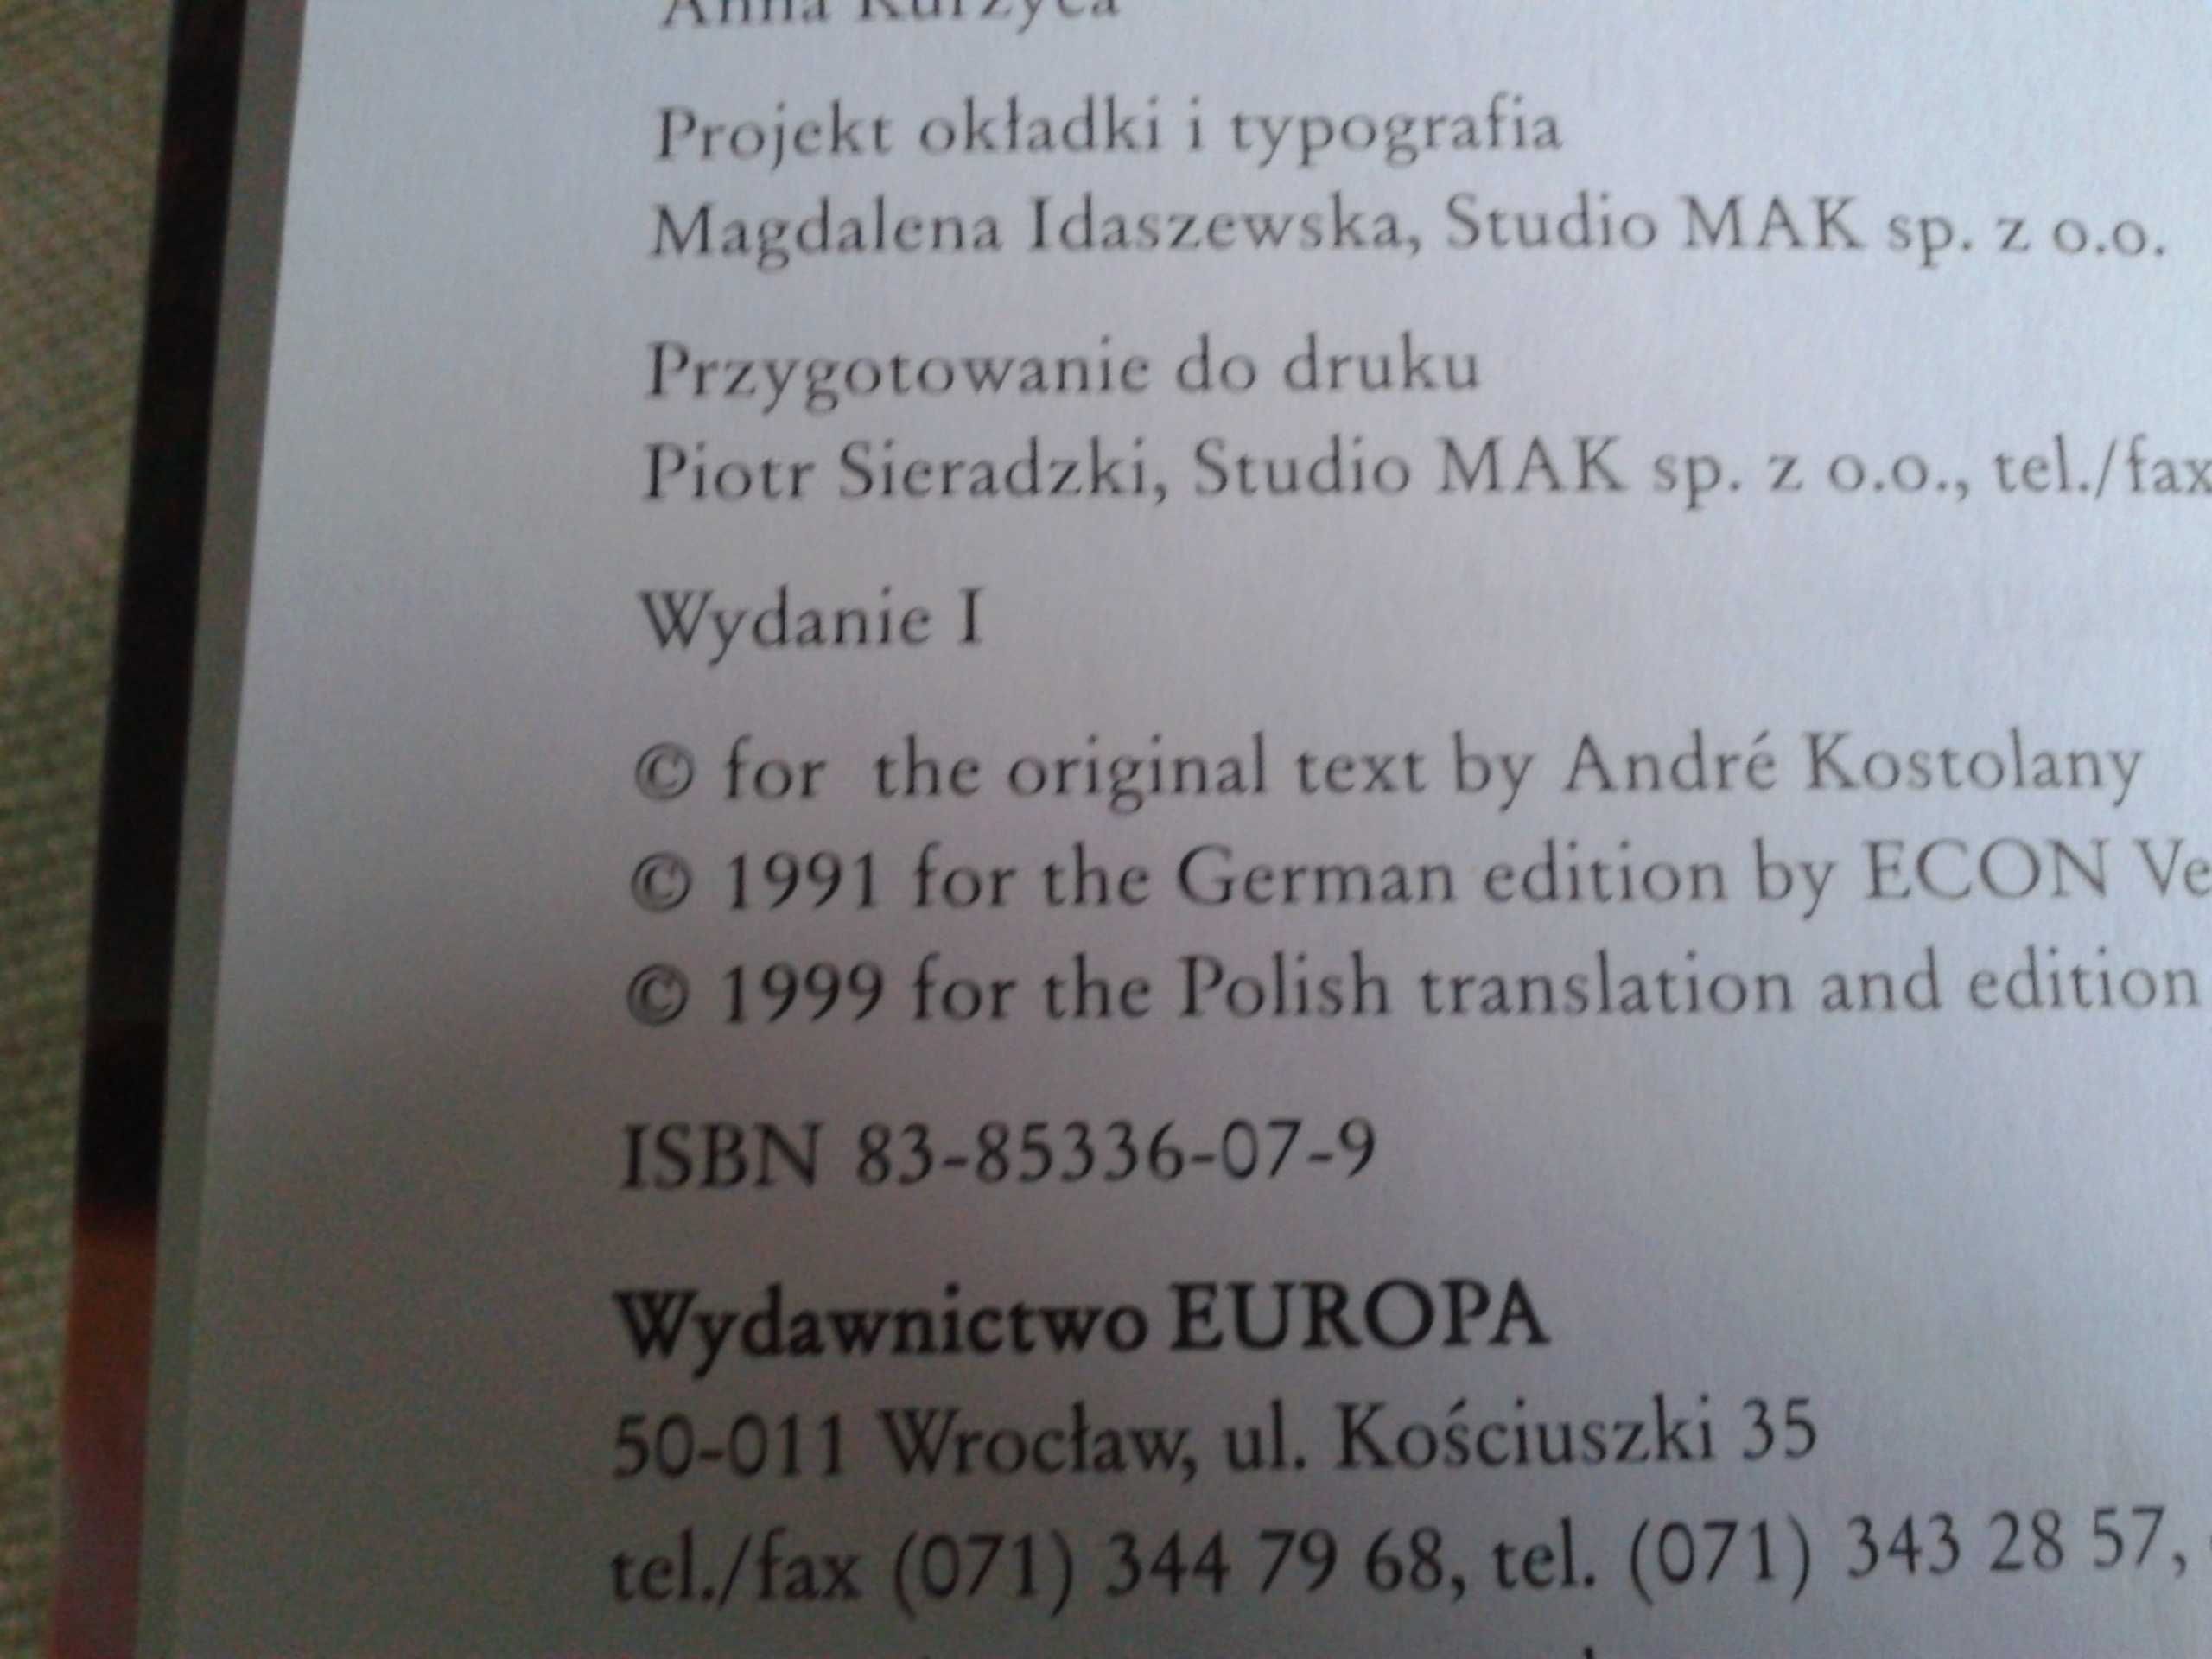 Anna Kurzyca
Projekt okładki i typografia
Magdalena Idaszewska, Studio MAK sp. z o.o.
Przygotowanie do druku
Piotr Sieradzki, Studio MAK sp. z o.o., tel./fax
Wydanie I
© for the original text by André Kostolany
© 1991 for the German edition by ECON Ve
© 1999 for the Polish translation and edition
ISBN 83-85336-07-9
Wydawnictwo EUROPA
50-011 Wrocław, ul. Kościuszki 35
tel./fax (071) 344 79 68, tel. (071) 343 28 57,